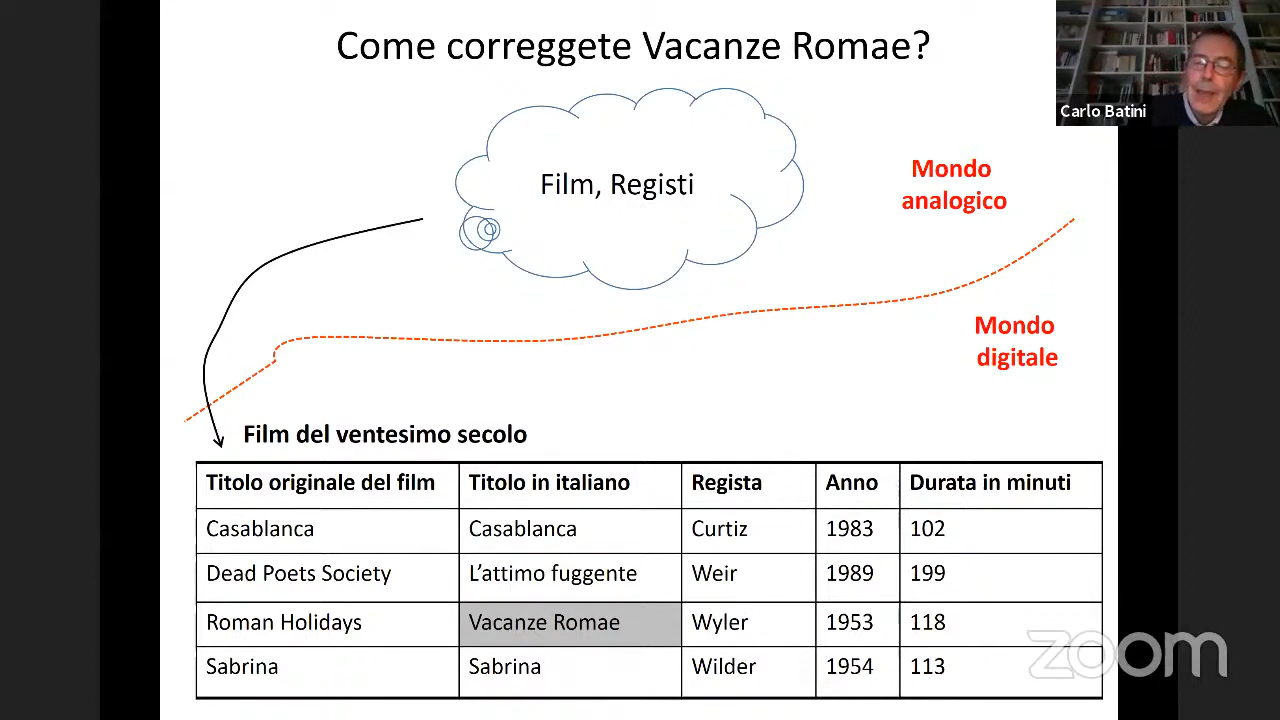 Come correggete Vacanze Romae?
Carlo Batini
Film, Registi
Mondo
analogico
Mondo
digitale
Film del ventesimo secolo
Titolo originale del film Titolo in italiano Regista Anno Durata in minuti
Casablanca Casablanca Curtiz 1983 102
Dead Poets Society L'attimo fuggente Weir 1989 199
Roman Holidays Vacanze Romae Wyler 1953 118
Sabrina Sabrina Wilder 1954 113
zoom